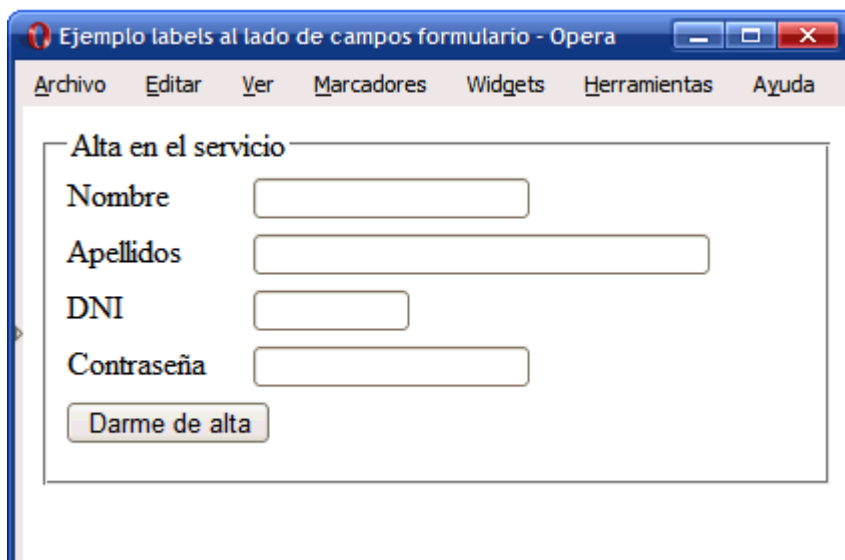 Ejemplo labels al lado de campos formulario - Opera
Archivo Editar Ver Marcadores Widgets Herramientas Ayuda
Alta en el servicio
Nombre
Apellidos
DNI
Contraseña
Darme de alta